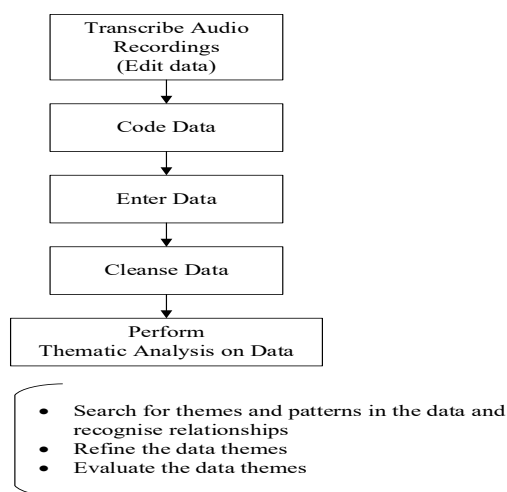 Transcribe Audio
Recordings
(Edit data)
Code Data
Enter Data
Cleanse Data
Perform
Thematic Analysis on Data
• Search for themes and patterns in the data and
recognise relationships
• Refine the data themes
• Evaluate the data themes